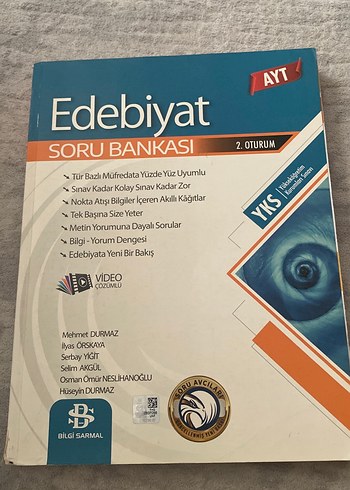 AYT
Edebiyat
SORU BANKASI
2. OTURUM
Tür Bazlı Müfredata Yüzde Yüz Uyumlu
Sınav Kadar Kolay Sınav Kadar Zor
Nokta Atışı Bilgiler İçeren Akıllı Kâğıtlar
Tek Başına Size Yeter
Metin Yorumuna Dayalı Sorular
Bilgi - Yorum Dengesi
Edebiyata Yeni Bir Bakış
YKS
Yükseköğretim
Kurumları Sınavı
VİDEO
ÇÖZÜMLÜ
Mehmet DURMAZ
İlyas ÖRSKAYA
Serbay YİĞİT
Selim AKGÜL
Osman Ömür NESLİHANOĞLU
Hüseyin DURMAZ
BİLGİ SARMAL
SORU AVCILARI